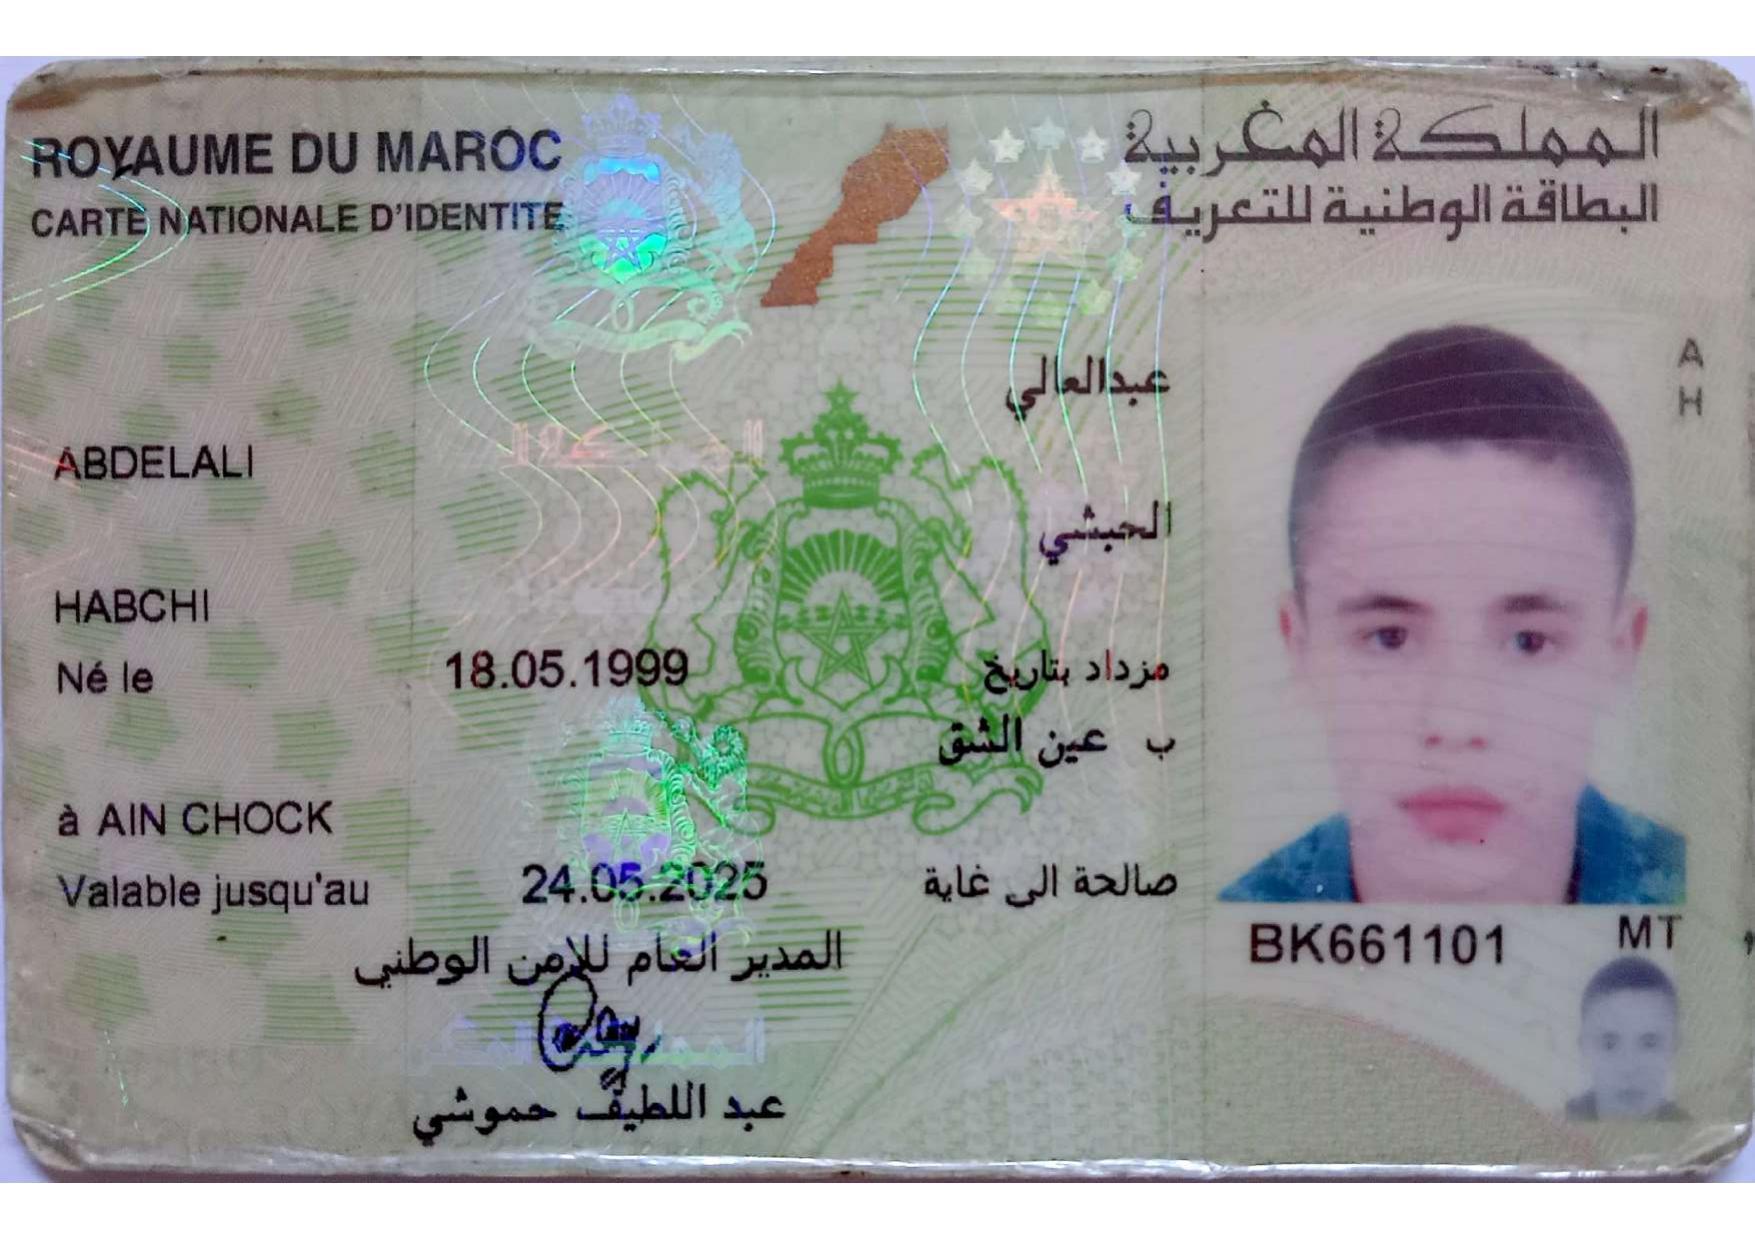 ROYAUME DU MAROC
المملكة المغربية
CARTE NATIONALE D'IDENTITE
البطاقة الوطنية للتعريف
عبدالعالي
ABDELALI
الحبشي
HABCHI
Né le 18.05.1999 مزداد بتاريخ
ب عين الشق
à AIN CHOCK
Valable jusqu'au 24.05.2025 صالحة الى غاية
المدير العام للامن الوطني
عبد اللطيف حموشي
A
H
BK661101
MT